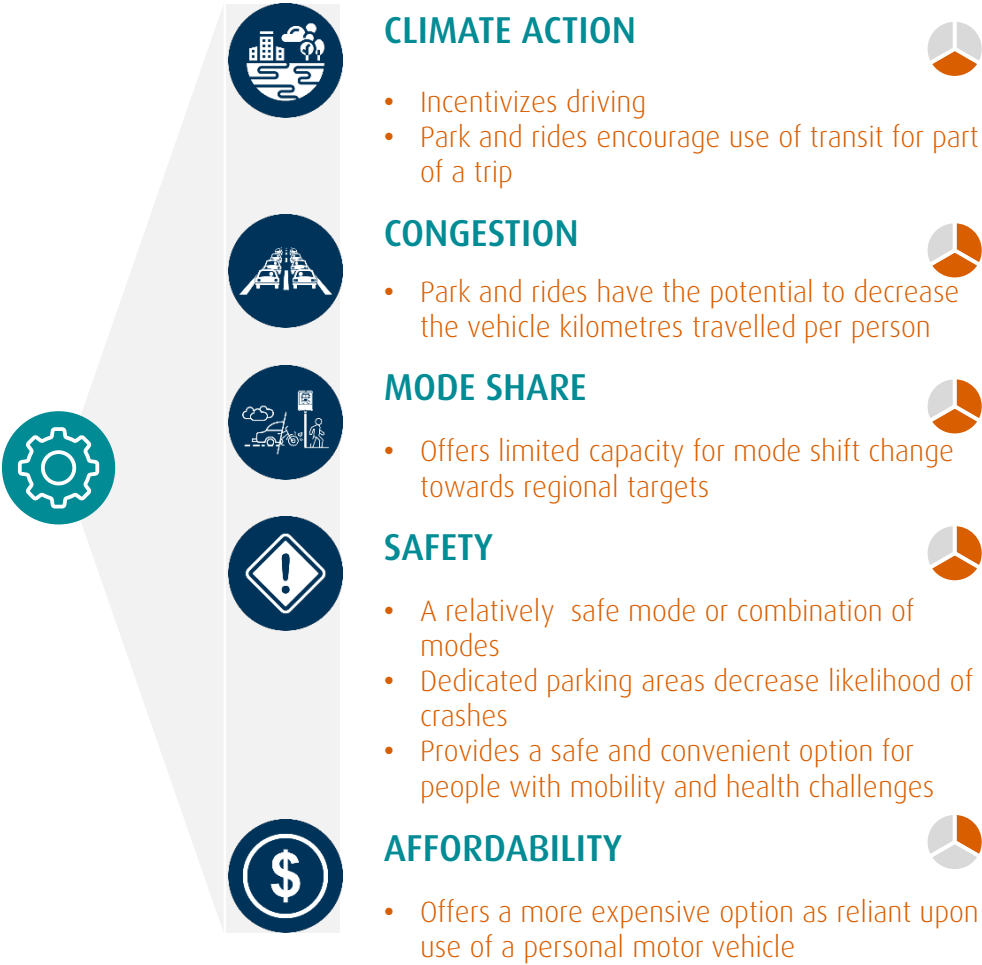 CLIMATE ACTION
• Incentivizes driving
• Park and rides encourage use of transit for part
of a trip
CONGESTION
• Park and rides have the potential to decrease
the vehicle kilometres travelled per person
MODE SHARE
• Offers limited capacity for mode shift change
towards regional targets
SAFETY
• A relatively  safe mode or combination of
modes
• Dedicated parking areas decrease likelihood of
crashes
• Provides a safe and convenient option for
people with mobility and health challenges
AFFORDABILITY
$
• Offers a more expensive option as reliant upon
use of a personal motor vehicle